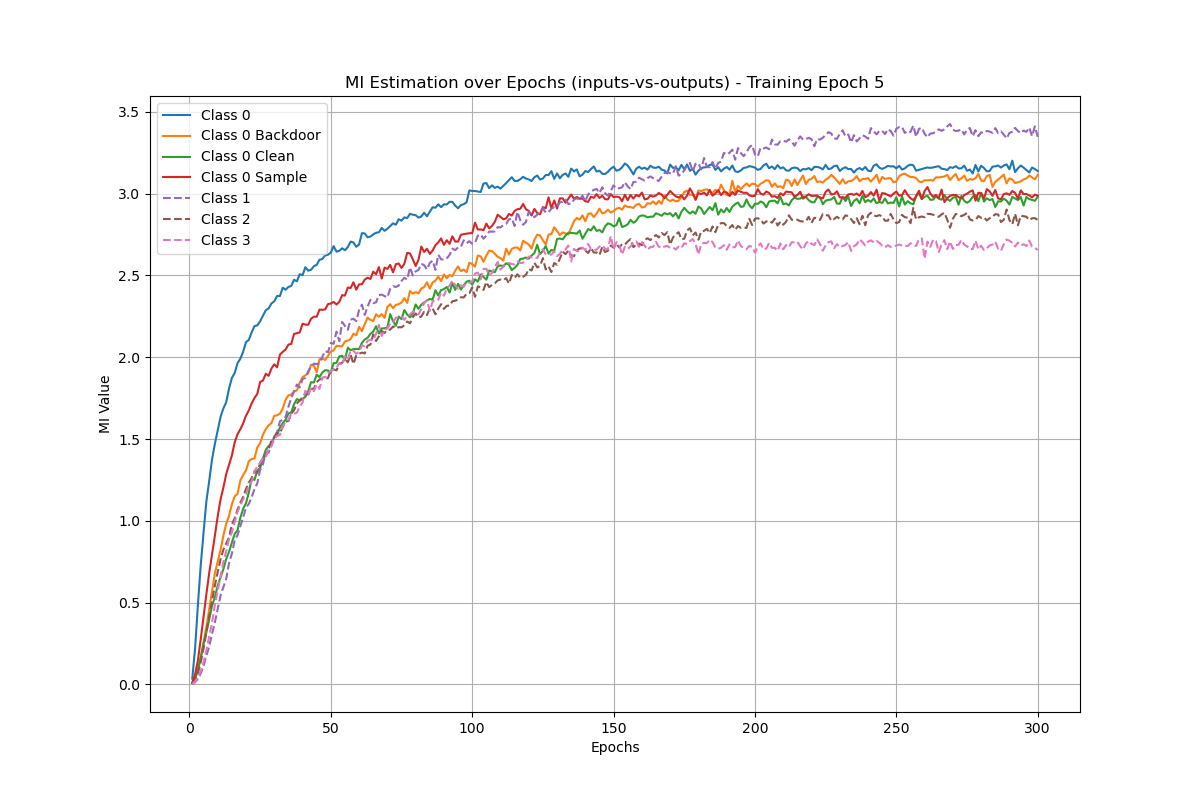 MI Estimation over Epochs (inputs-vs-outputs) - Training Epoch 5
MI Value
3.5
3.0
2.5
2.0
1.5
1.0
0.5
0.0
Class 0
Class 0 Backdoor
Class 0 Clean
Class 0 Sample
Class 1
Class 2
Class 3
0 50 100 150 200 250 300
Epochs